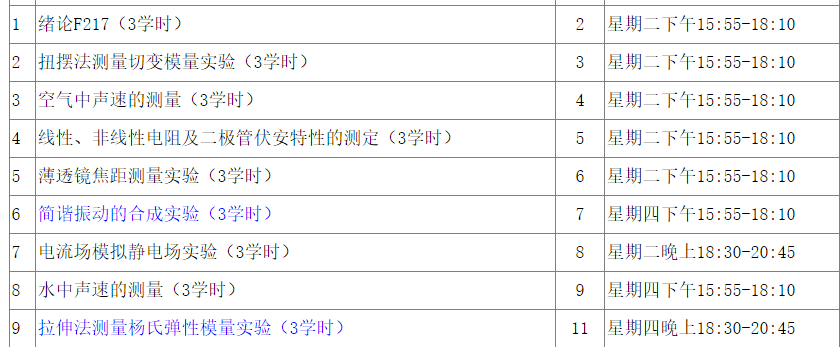 1 绪论F217（3学时） 2 星期二下午15:55-18:10
2 扭摆法测量切变模量实验（3学时） 3 星期二下午15:55-18:10
3 空气中声速的测量（3学时） 4 星期二下午15:55-18:10
4 线性、非线性电阻及二极管伏安特性的测定（3学时） 5 星期二下午15:55-18:10
5 薄透镜焦距测量实验（3学时） 6 星期二下午15:55-18:10
6 简谐振动的合成实验（3学时） 7 星期四下午15:55-18:10
7 电流场模拟静电场实验（3学时） 8 星期二晚上18:30-20:45
8 水中声速的测量（3学时） 9 星期四下午15:55-18:10
9 拉伸法测量杨氏弹性模量实验（3学时） 11 星期四晚上18:30-20:45